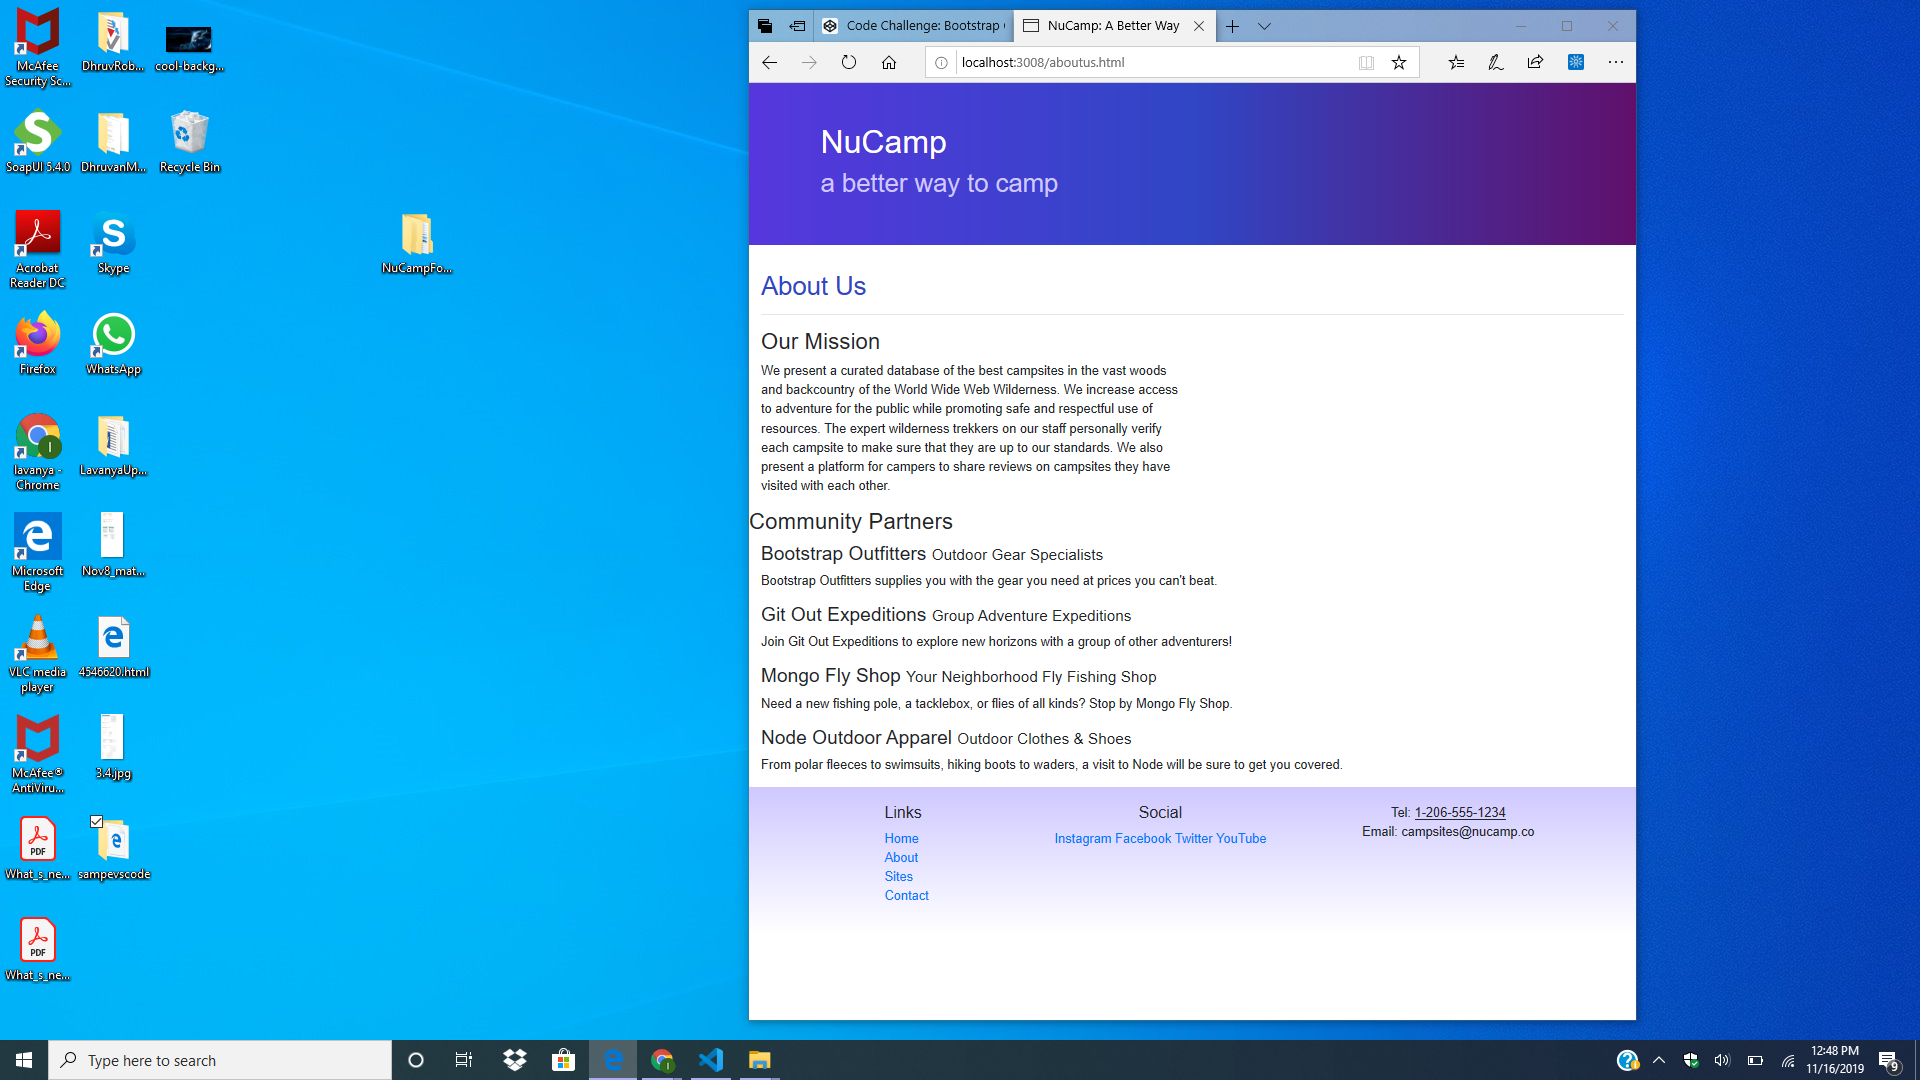 McAfee
Security Sc...
DhruvRob...
cool-backg...
SoapUI 5.4.0
DhruvanM...
Recycle Bin
Acrobat
Reader DC
Skype
NuCampFo...
Firefox
WhatsApp
lavanya -
Chrome
LavanyaUp...
Microsoft
Edge
Nov8_mat...
VLC media
player
4546620.html
McAfee®
AntiViru...
3.4.jpg
PDF
What_s_ne...
sampevscode
PDF
What_s_ne...
Code Challenge: Bootstrap
NuCamp: A Better Way
localhost:3008/aboutus.html
NuCamp
a better way to camp
About Us
Our Mission
We present a curated database of the best campsites in the vast woods
and backcountry of the World Wide Web Wilderness. We increase access
to adventure for the public while promoting safe and respectful use of
resources. The expert wilderness trekkers on our staff personally verify
each campsite to make sure that they are up to our standards. We also
present a platform for campers to share reviews on campsites they have
visited with each other.
Community Partners
Bootstrap Outfitters Outdoor Gear Specialists
Bootstrap Outfitters supplies you with the gear you need at prices you can't beat.
Git Out Expeditions Group Adventure Expeditions
Join Git Out Expeditions to explore new horizons with a group of other adventurers!
Mongo Fly Shop Your Neighborhood Fly Fishing Shop
Need a new fishing pole, a tacklebox, or flies of all kinds? Stop by Mongo Fly Shop.
Node Outdoor Apparel Outdoor Clothes & Shoes
From polar fleeces to swimsuits, hiking boots to waders, a visit to Node will be sure to get you covered.
Links
Home
About
Sites
Contact
Social
Instagram Facebook Twitter YouTube
Tel: 1-206-555-1234
Email: campsites@nucamp.co
Type here to search
12:48 PM
11/16/2019
9